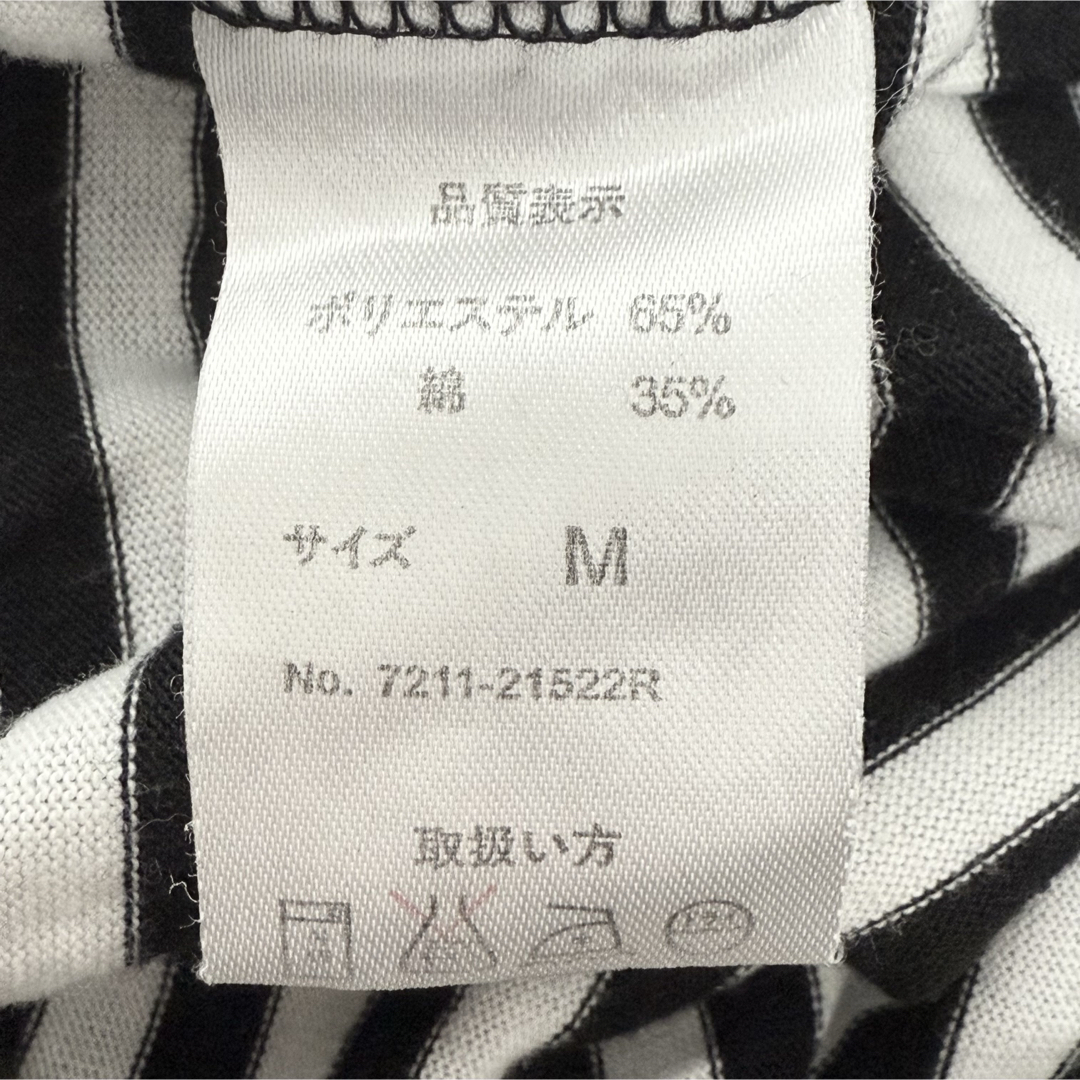 品質表示
ポリエステル 65%
綿 35%
サイズ M
No. 7211-21522R
取扱い方